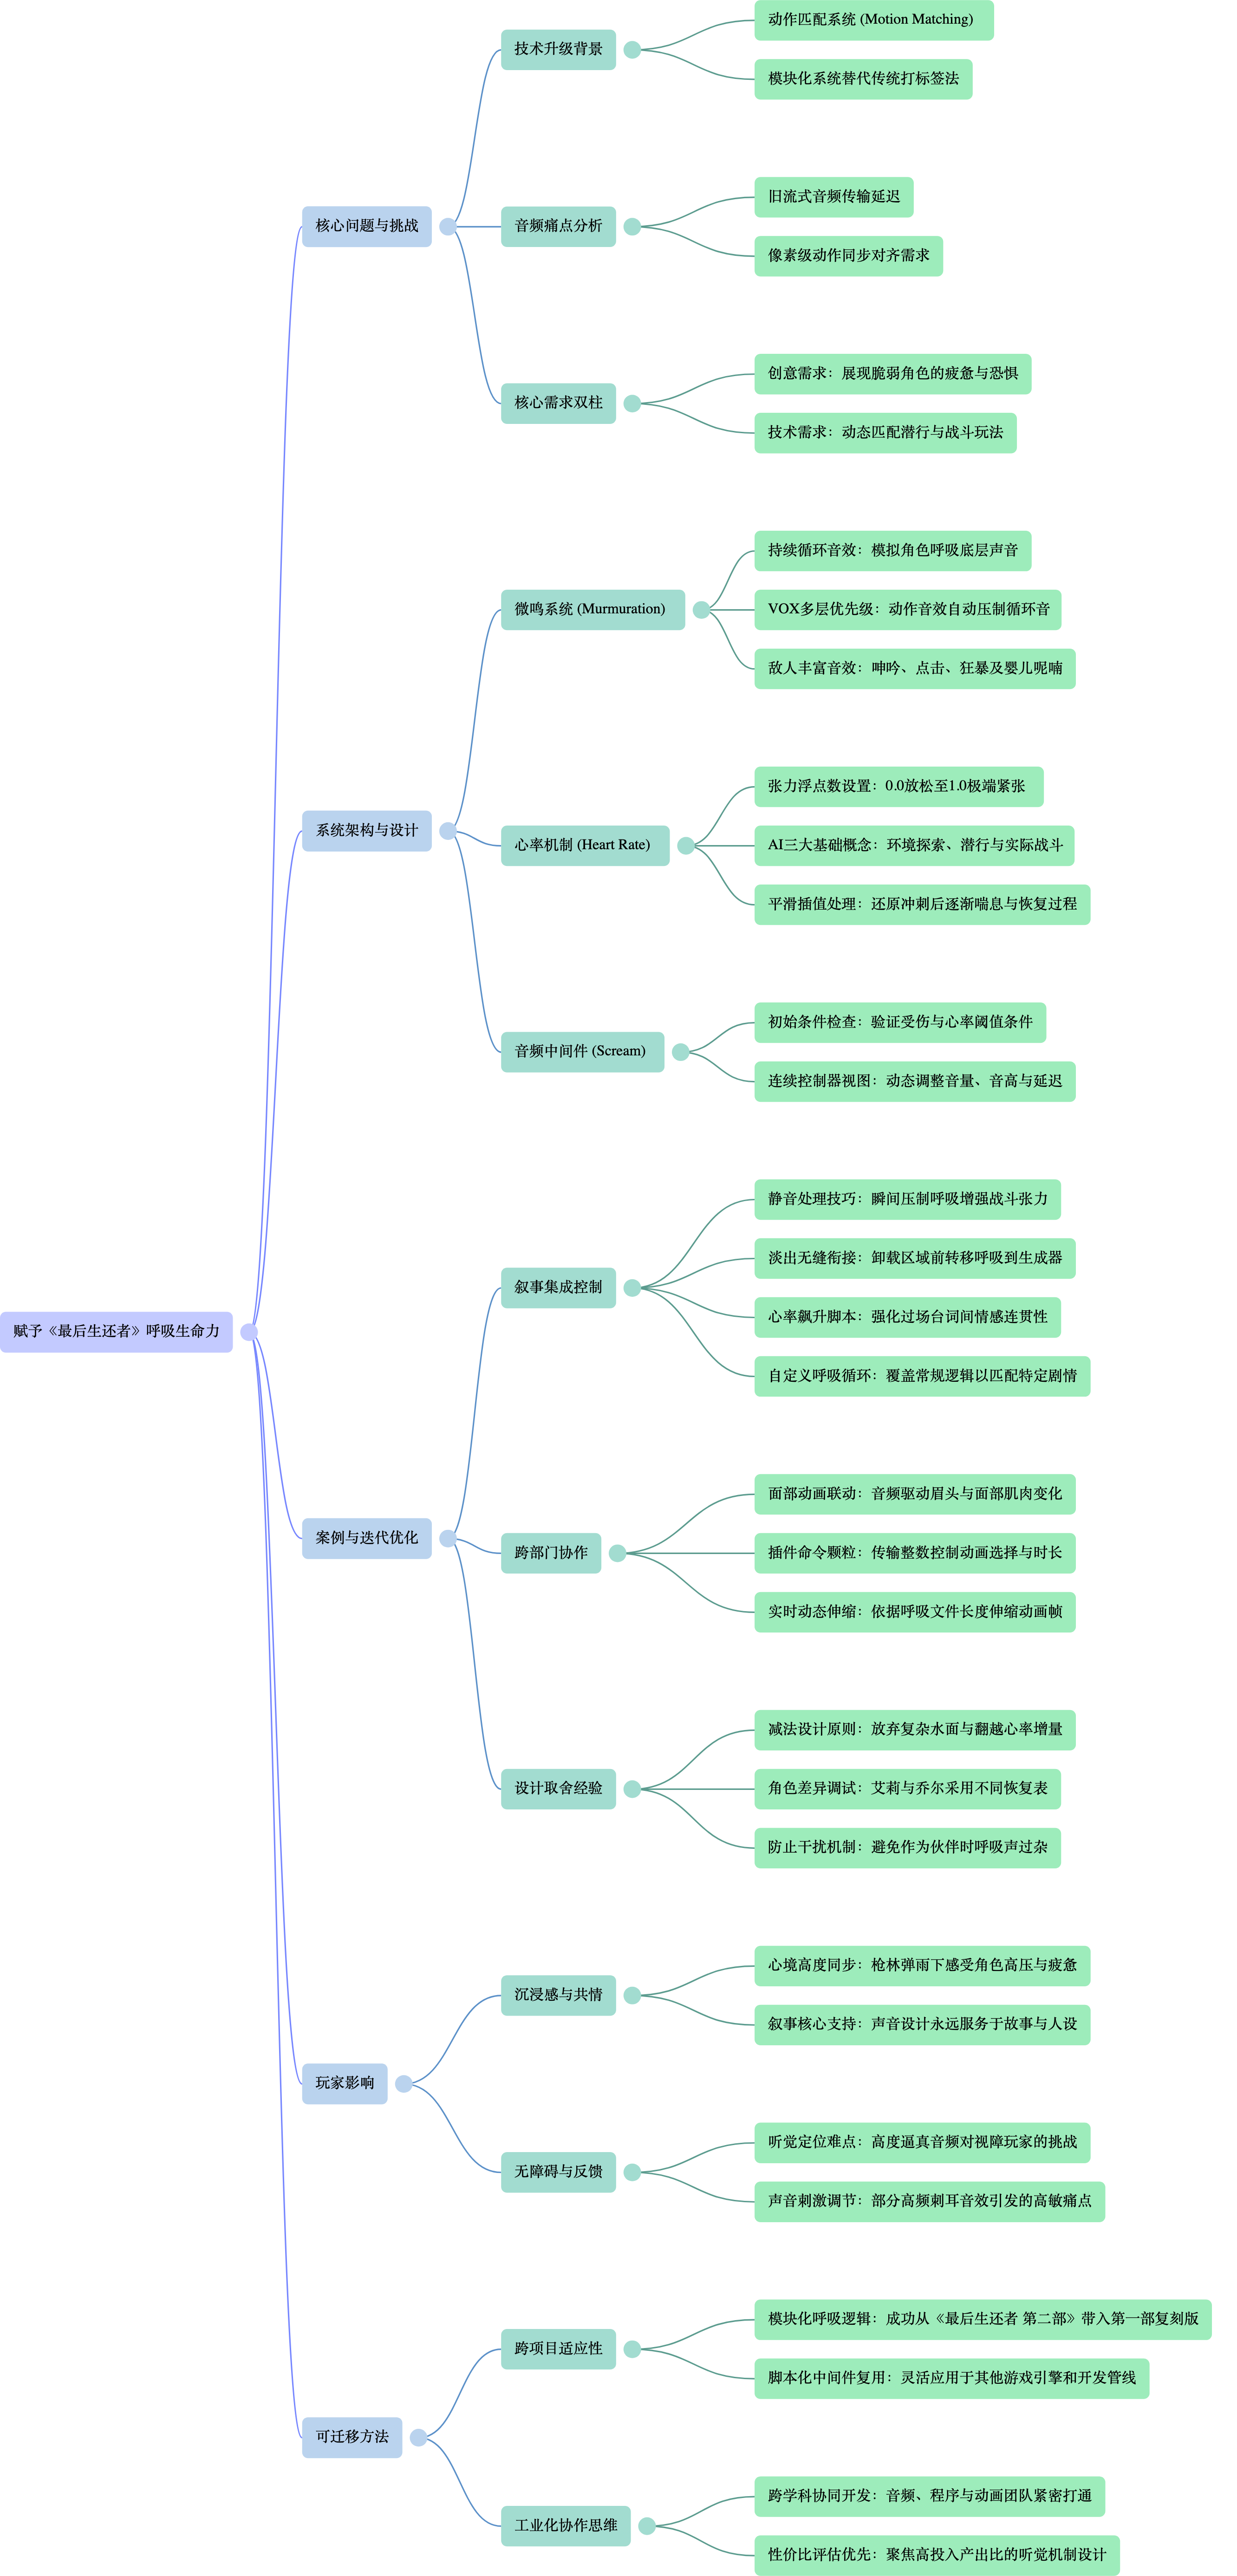 赋予《最后生还者》呼吸生命力
核心问题与挑战
技术升级背景
动作匹配系统 (Motion Matching)
模块化系统替代传统打标签法
音频痛点分析
旧流式音频传输延迟
像素级动作同步对齐需求
核心需求双柱
创意需求：展现脆弱角色的疲惫与恐惧
技术需求：动态匹配潜行与战斗玩法
系统架构与设计
微鸣系统 (Murmuration)
持续循环音效：模拟角色呼吸底层声音
VOX多层优先级：动作音效自动压制循环音
敌人丰富音效：呻吟、点击、狂暴及婴儿呢喃
心率机制 (Heart Rate)
张力浮点数设置：0.0放松至1.0极端紧张
AI三大基础概念：环境探索、潜行与实际战斗
平滑插值处理：还原冲刺后逐渐喘息与恢复过程
音频中间件 (Scream)
初始条件检查：验证受伤与心率阈值条件
连续控制器视图：动态调整音量、音高与延迟
案例与迭代优化
叙事集成控制
静音处理技巧：瞬间压制呼吸增强战斗张力
淡出无缝衔接：卸载区域前转移呼吸到生成器
心率飙升脚本：强化过场台词间情感连贯性
自定义呼吸循环：覆盖常规逻辑以匹配特定剧情
跨部门协作
面部动画联动：音频驱动眉头与面部肌肉变化
插件命令颗粒：传输整数控制动画选择与时长
实时动态伸缩：依据呼吸文件长度伸缩动画帧
设计取舍经验
减法设计原则：放弃复杂水面与翻越心率增量
角色差异调试：艾莉与乔尔采用不同恢复表
防止干扰机制：避免作为伙伴时呼吸声过杂
玩家影响
沉浸感与共情
心境高度同步：枪林弹雨下感受角色高压与疲惫
叙事核心支持：声音设计永远服务于故事与人设
无障碍与反馈
听觉定位难点：高度逼真音频对视障玩家的挑战
声音刺激调节：部分高频刺耳音效引发的高敏痛点
可迁移方法
跨项目适应性
模块化呼吸逻辑：成功从《最后生还者 第二部》带入第一部复刻版
脚本化中间件复用：灵活应用于其他游戏引擎和开发管线
工业化协作思维
跨学科协同开发：音频、程序与动画团队紧密打通
性价比评估优先：聚焦高投入产出比的听觉机制设计